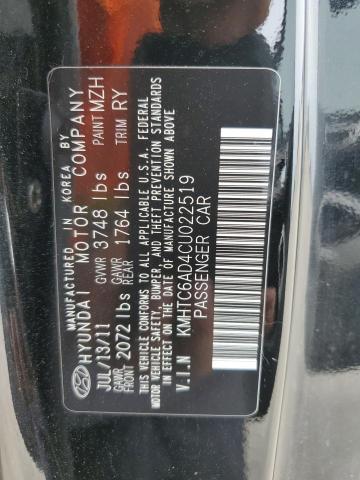 MANUFACTURED IN KOREA BY
HYUNDAI MOTOR COMPANY
JUL/13/11 GVWR 3748 lbs PAINT MZH
GAWR FRONT 2072 lbs GAWR REAR 1764 lbs TRIM RY
THIS VEHICLE CONFORMS TO ALL APPLICABLE U.S.A. FEDERAL
MOTOR VEHICLE SAFETY, BUMPER, AND THEFT PREVENTION STANDARDS
IN EFFECT ON THE DATE OF MANUFACTURE SHOWN ABOVE.
V.I.N KMHTC6AD4CU022519
PASSENGER CAR